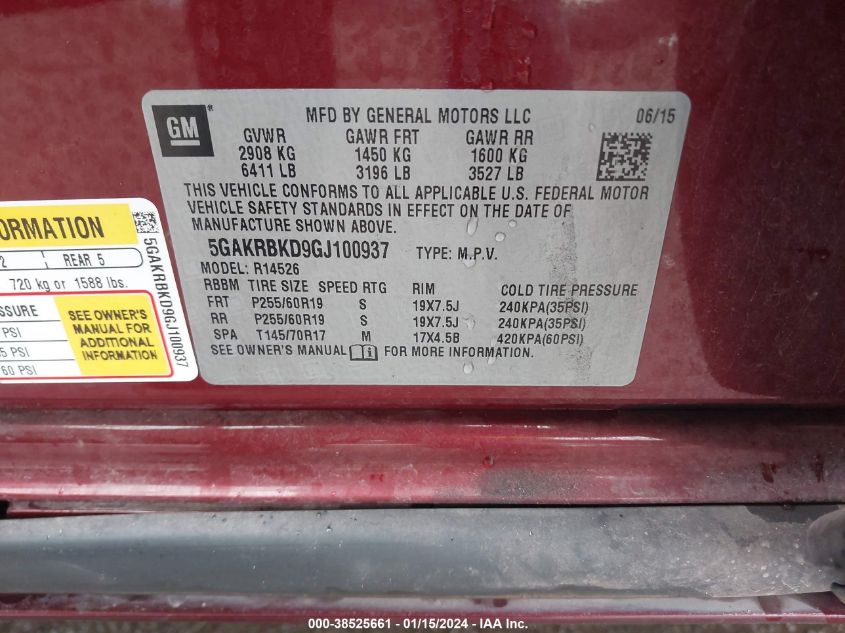 GM
MFD BY GENERAL MOTORS LLC 06/15
GVWR GAWR FRT GAWR RR
2908 KG 1450 KG 1600 KG
6411 LB 3196 LB 3527 LB
THIS VEHICLE CONFORMS TO ALL APPLICABLE U.S. FEDERAL MOTOR
VEHICLE SAFETY STANDARDS IN EFFECT ON THE DATE OF
MANUFACTURE SHOWN ABOVE.
5GAKRBKD9GJ100937 TYPE: M.P.V.
MODEL: R14526
RBBM TIRE SIZE SPEED RTG RIM COLD TIRE PRESSURE
FRT P255/60R19 S 19X7.5J 240KPA(35PSI)
RR P255/60R19 S 19X7.5J 240KPA(35PSI)
SPA T145/70R17 M 17X4.5B 420KPA(60PSI)
SEE OWNER'S MANUAL FOR MORE INFORMATION.
ORMATION
2 REAR 5
720 kg or 1588 lbs.
SSURE
PSI
5 PSI
60 PSI
SEE OWNER'S
MANUAL FOR
ADDITIONAL
INFORMATION
5GAKRBKD9GJ100937
000-38525661 - 01/15/2024 - IAAI.com, Inc.